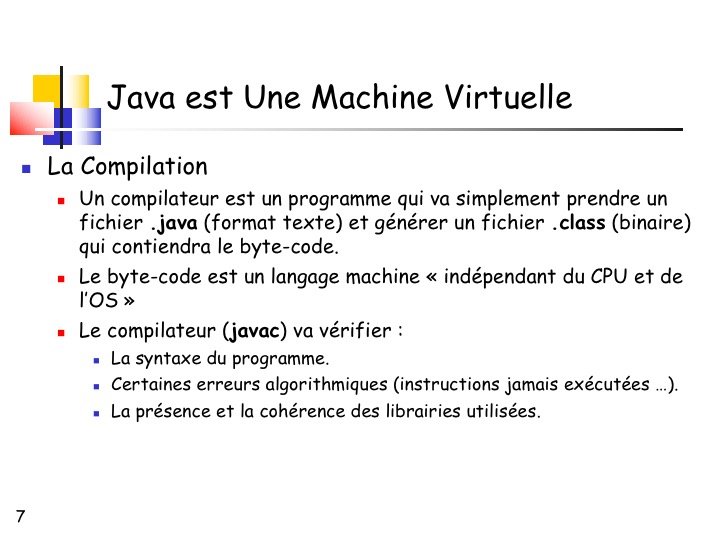 Java est Une Machine Virtuelle
La Compilation
Un compilateur est un programme qui va simplement prendre un
fichier .java (format texte) et générer un fichier .class (binaire)
qui contiendra le byte-code.
Le byte-code est un langage machine « indépendant du CPU et de
l’OS »
Le compilateur (javac) va vérifier :
La syntaxe du programme.
Certaines erreurs algorithmiques (instructions jamais exécutées …).
La présence et la cohérence des librairies utilisées.
7